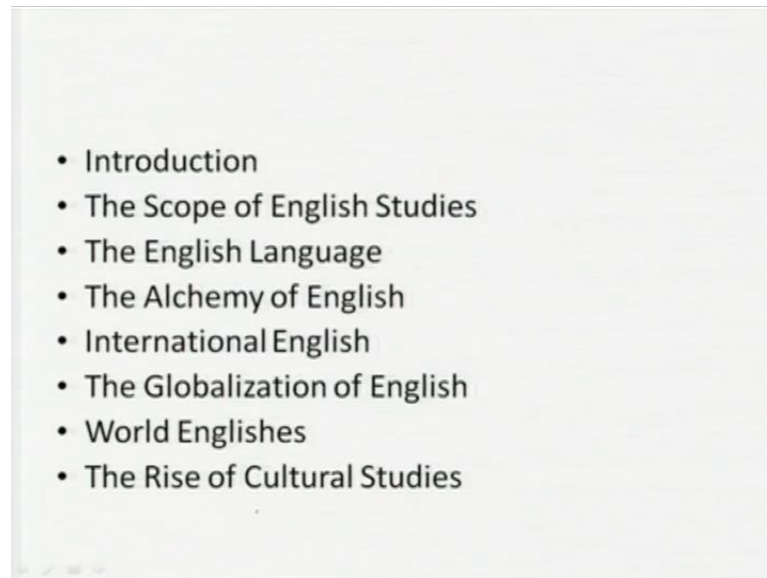 • Introduction
• The Scope of English Studies
• The English Language
• The Alchemy of English
• International English
• The Globalization of English
• World Englishes
• The Rise of Cultural Studies